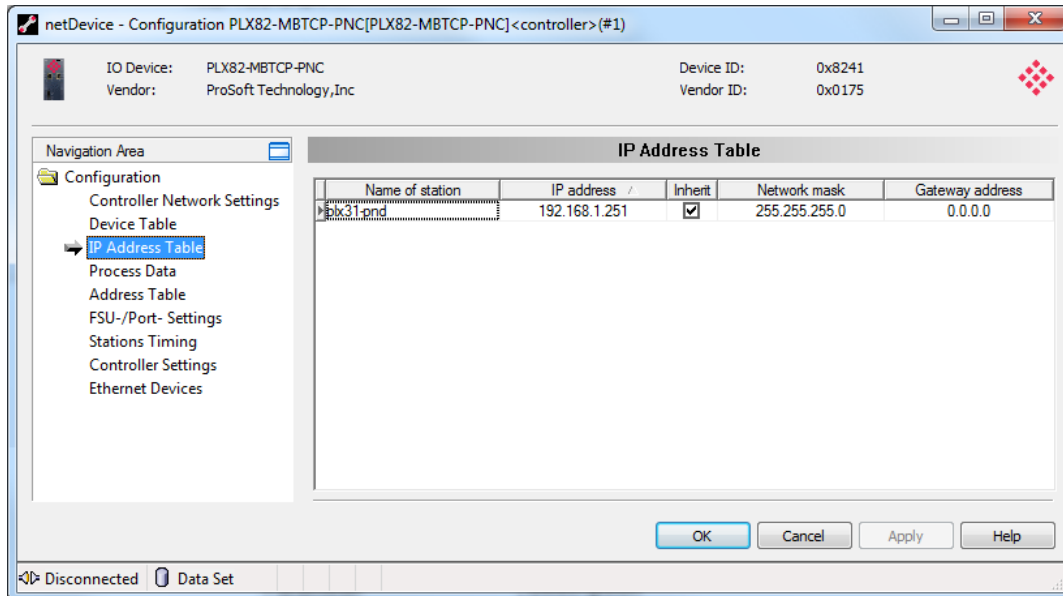 netDevice - Configuration PLX82-MBTCP-PNC[PLX82-MBTCP-PNC]<controller>(#1)
IO Device: PLX82-MBTCP-PNC Device ID: 0x8241
Vendor: ProSoft Technology,Inc Vendor ID: 0x0175
Navigation Area
Configuration
Controller Network Settings
Device Table
IP Address Table
Process Data
Address Table
FSU-/Port- Settings
Stations Timing
Controller Settings
Ethernet Devices
IP Address Table
Name of station IP address Inherit Network mask Gateway address
plx31-pnd 192.168.1.251 255.255.255.0 0.0.0.0
OK Cancel Apply Help
Disconnected Data Set